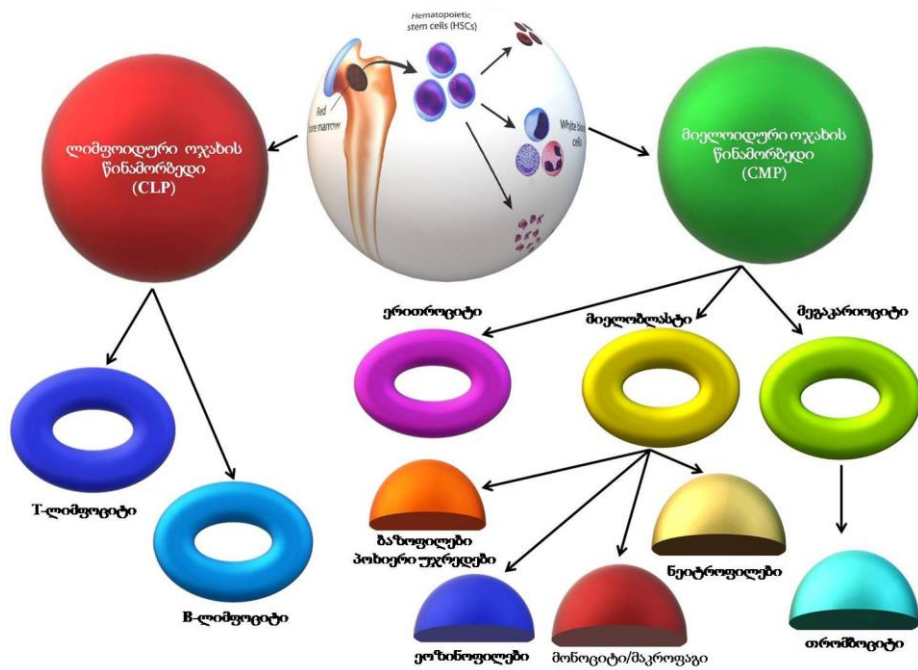 Hematopoietic
stem cells (HSCs)
Red
bone marrow
White blood
cells
ლიმფოიდური ოჯახის
წინამორბედი
(CLP)
მიელოიდური ოჯახის
წინამორბედი
(CMP)
ერითროციტი
მიელობლასტი
მეგაკარიოციტი
T-ლიმფოციტი
B-ლიმფოციტი
ბაზოფილები
პოხიერი უჯრედები
ნეიტროფილები
ეოზინოფილები
მონოციტი/მაკროფაგი
თრომბოციტი